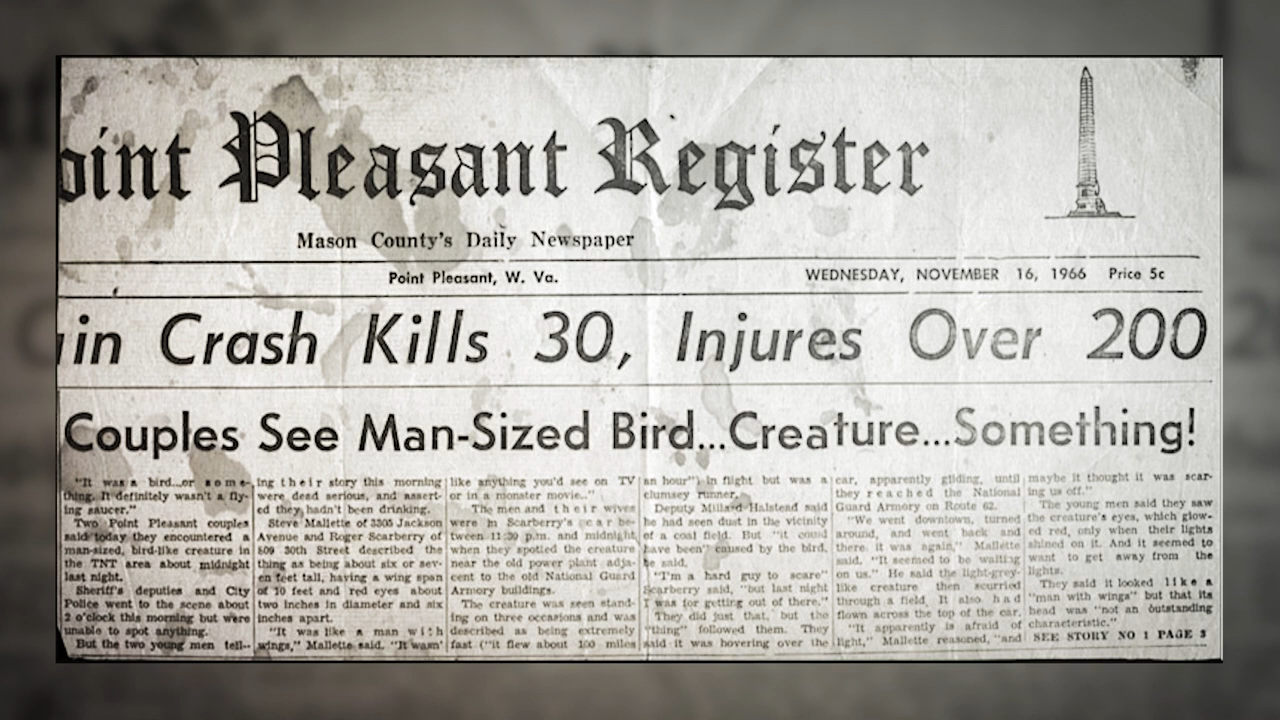 oint Pleasant Register
Mason County's Daily Newspaper
Point Pleasant, W. Va.
WEDNESDAY, NOVEMBER 16, 1966 Price 5c
in Crash Kills 30, Injures Over 200
Couples See Man-Sized Bird...Creature...Something!
"It was a bird...or some-
thing. It definitely wasn't a fly-
ing saucer."
Two Point Pleasant couples
said today they encountered a
man-sized, bird-like creature in
the TNT area about midnight
last night.
Sheriff's deputies and City
Police went to the scene about
2 o'clock this morning but were
unable to spot anything.
But the two young men tell-
ing their story this morning
were dead serious, and assert-
ed they hadn't been drinking.
Steve Mallette of 3305 Jackson
Avenue and Roger Scarberry of
809 30th Street described the
thing as being about six or sev-
en feet tall, having a wing span
of 10 feet and red eyes about
two inches in diameter and six
inches apart.
"It was like a man with
wings," Mallette said. "It wasn'
like anything you'd see on TV
or in a monster movie.."
The men and their wives
were in Scarberry's car be-
tween 11:30 p.m. and midnight
when they spotted the creature
near the old power plant adja-
cent to the old National Guard
Armory buildings.
The creature was seen stand-
ing on three occasions and was
described as being extremely
fast ("it flew about 100 miles
an hour") in flight but was a
clumsey runner.
Deputy Millard Halstead said
he had seen dust in the vicinity
of a coal field. But "it could
have been" caused by the bird,
he said.
"I'm a hard guy to scare"
Scarberry said, "but last night
I was for getting out of there."
They did just that, but the
"thing" followed them. They
said it was hovering over the
car, apparently gliding, until
they reached the National
Guard Armory on Route 62.
"We went downtown, turned
around, and went back and
there it was again," Mallette
said. "It seemed to be waiting
on us." He said the light-grey-
like creature then scurried
through a field. It also had
flown across the top of the car.
"It apparently is afraid of
light," Mallette reasoned, "and
maybe it thought it was scar-
ing us off."
The young men said they saw
the creature's eyes, which glow-
ed red, only when their lights
shined on it. And it seemed to
want to get away from the
lights.
They said it looked like a
"man with wings" but that its
head was "not an outstanding
characteristic."
SEE STORY NO 1 PAGE 3